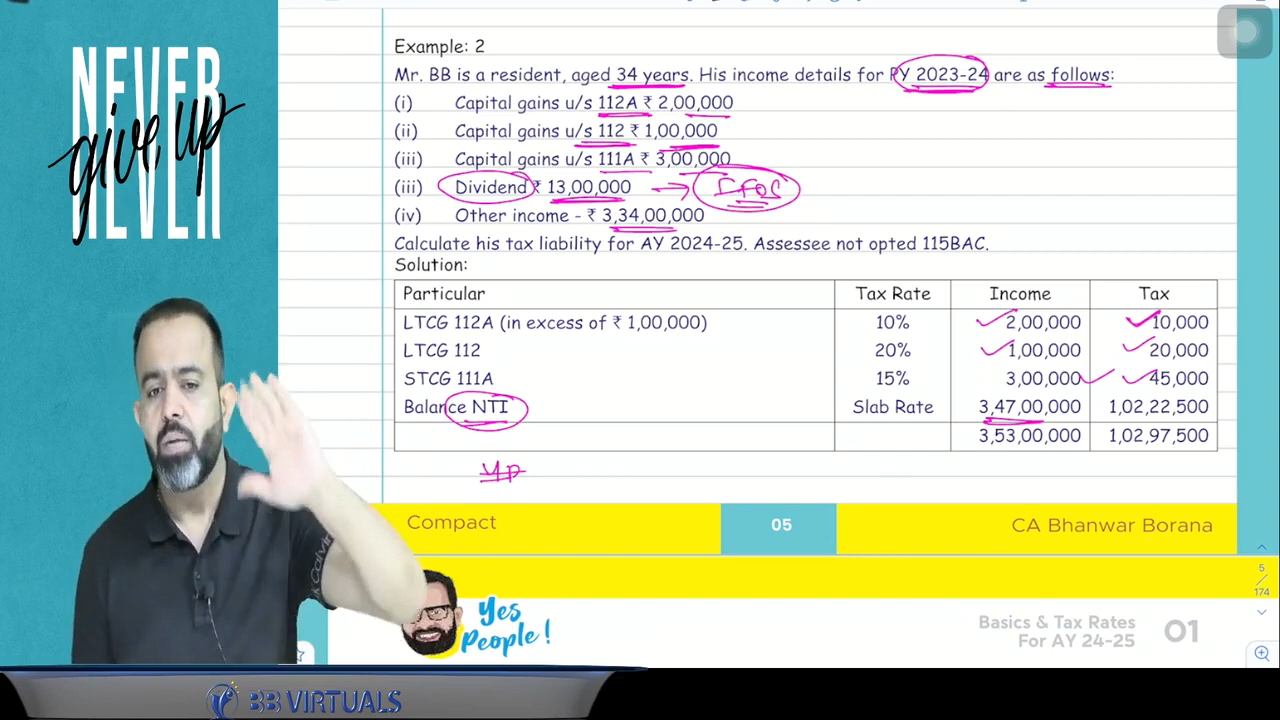 NEVER
give up
NEVER
Example: 2
Mr. BB is a resident, aged 34 years. His income details for PY 2023-24 are as follows:
(i) Capital gains u/s 112A ₹ 2,00,000
(ii) Capital gains u/s 112 ₹ 1,00,000
(iii) Capital gains u/s 111A ₹ 3,00,000
(iii) Dividend ₹ 13,00,000 → IFOS
(iv) Other income - ₹ 3,34,00,000
Calculate his tax liability for AY 2024-25. Assessee not opted 115BAC.
Solution:
Particular Tax Rate Income Tax
LTCG 112A (in excess of ₹ 1,00,000) 10% 2,00,000 10,000
LTCG 112 20% 1,00,000 20,000
STCG 111A 15% 3,00,000 45,000
Balance NTI Slab Rate 3,47,00,000 1,02,22,500
3,53,00,000 1,02,97,500
Compact 05 CA Bhanwar Borana
5
/
174
Yes
People!
Basics & Tax Rates
For AY 24-25 01
BB VIRTUALS